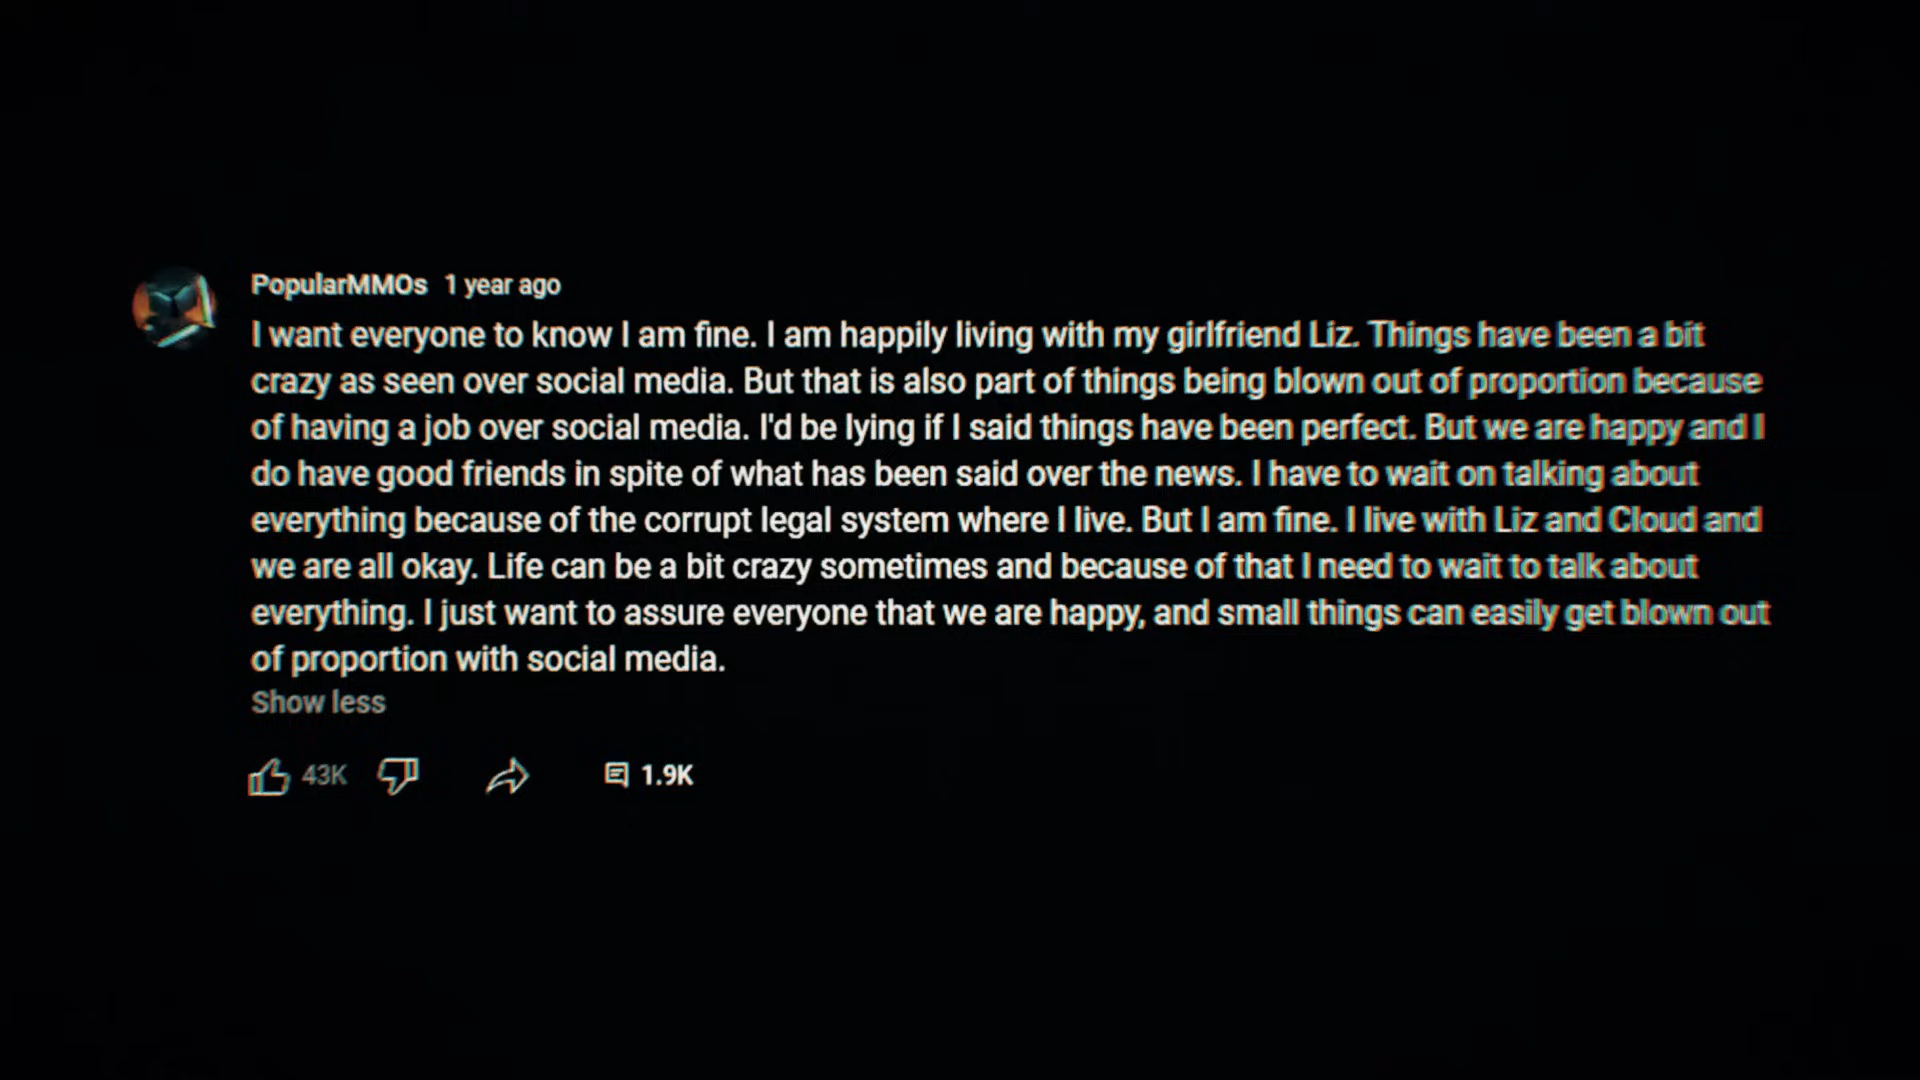 PopularMMOs 1 year ago
I want everyone to know I am fine. I am happily living with my girlfriend Liz. Things have been a bit
crazy as seen over social media. But that is also part of things being blown out of proportion because
of having a job over social media. I'd be lying if I said things have been perfect. But we are happy and I
do have good friends in spite of what has been said over the news. I have to wait on talking about
everything because of the corrupt legal system where I live. But I am fine. I live with Liz and Cloud and
we are all okay. Life can be a bit crazy sometimes and because of that I need to wait to talk about
everything. I just want to assure everyone that we are happy, and small things can easily get blown out
of proportion with social media.
Show less
43K 1.9K